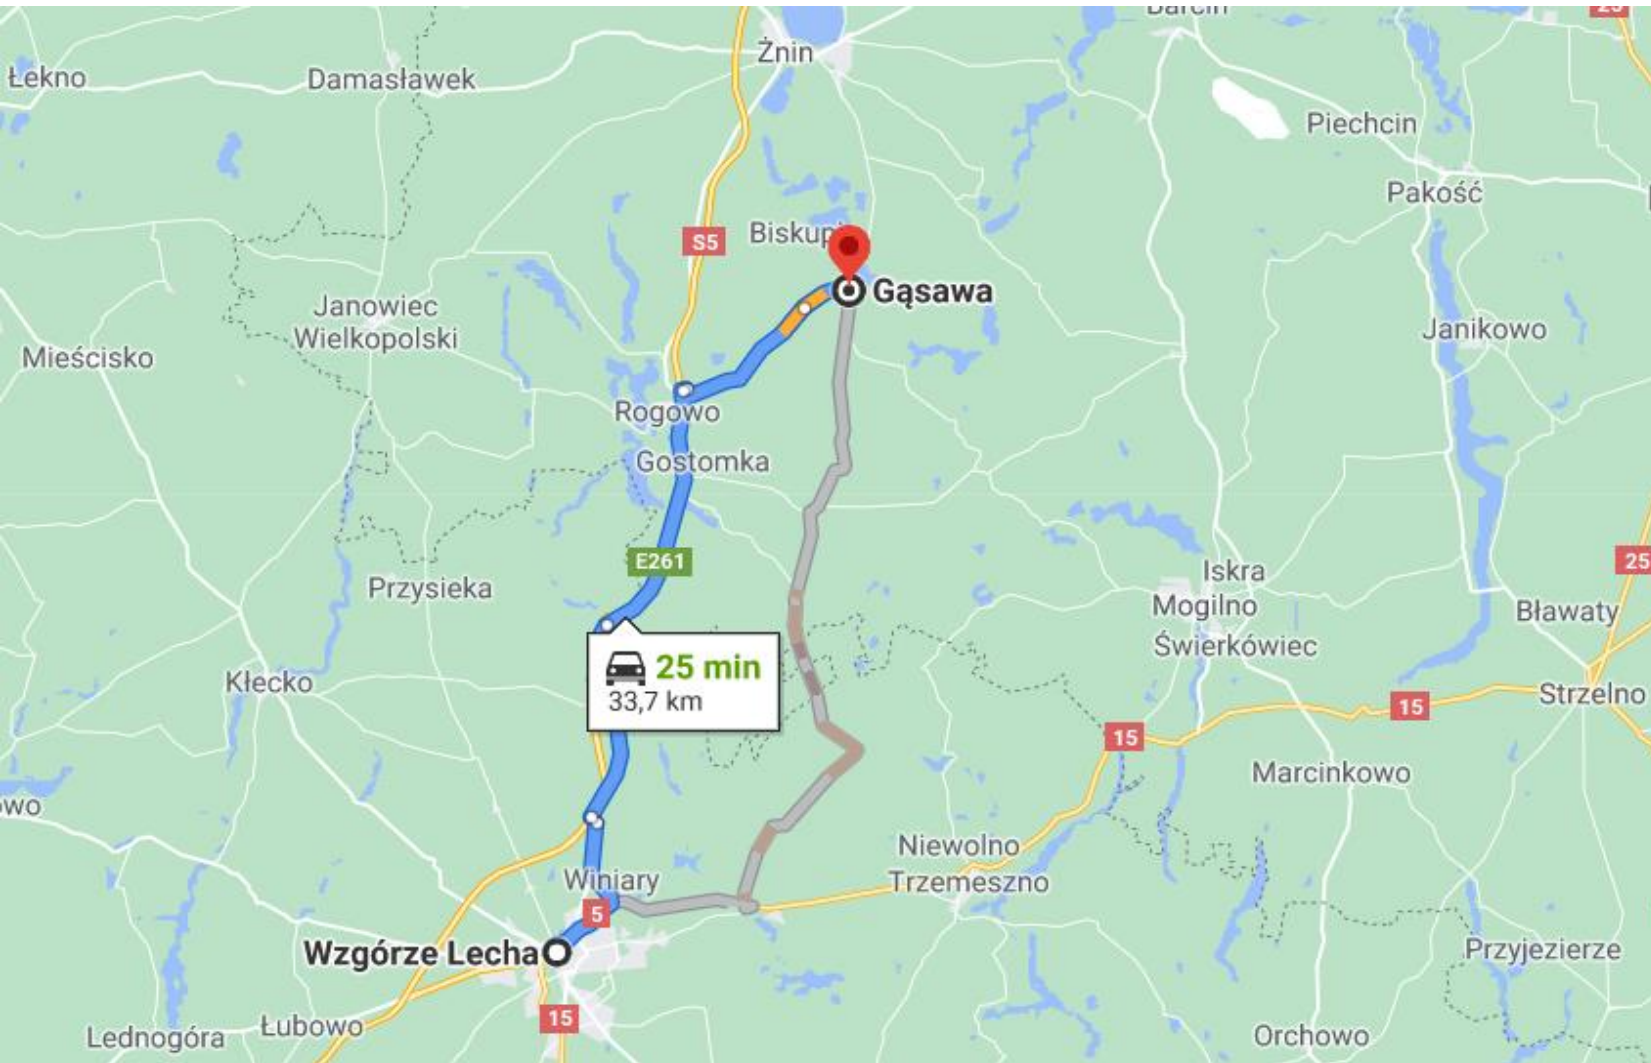 Barcin
25
Żnin
Łekno
Damasławek
Piechcin
Pakość
S5
Gąsawa
Janowiec
Wielkopolski
Janikowo
Mieścisko
Rogowo
Gostomka
E261
25
Iskra
Przysieka
Mogilno
Bławaty
Świerkówiec
25 min
33,7 km
Kłecko
Strzelno
15
15
Marcinkowo
Niewolno
Winiary
Trzemeszno
5
Wzgórze Lecha
Przyjezierze
15
Łubowo
Lednogóra
Orchowo